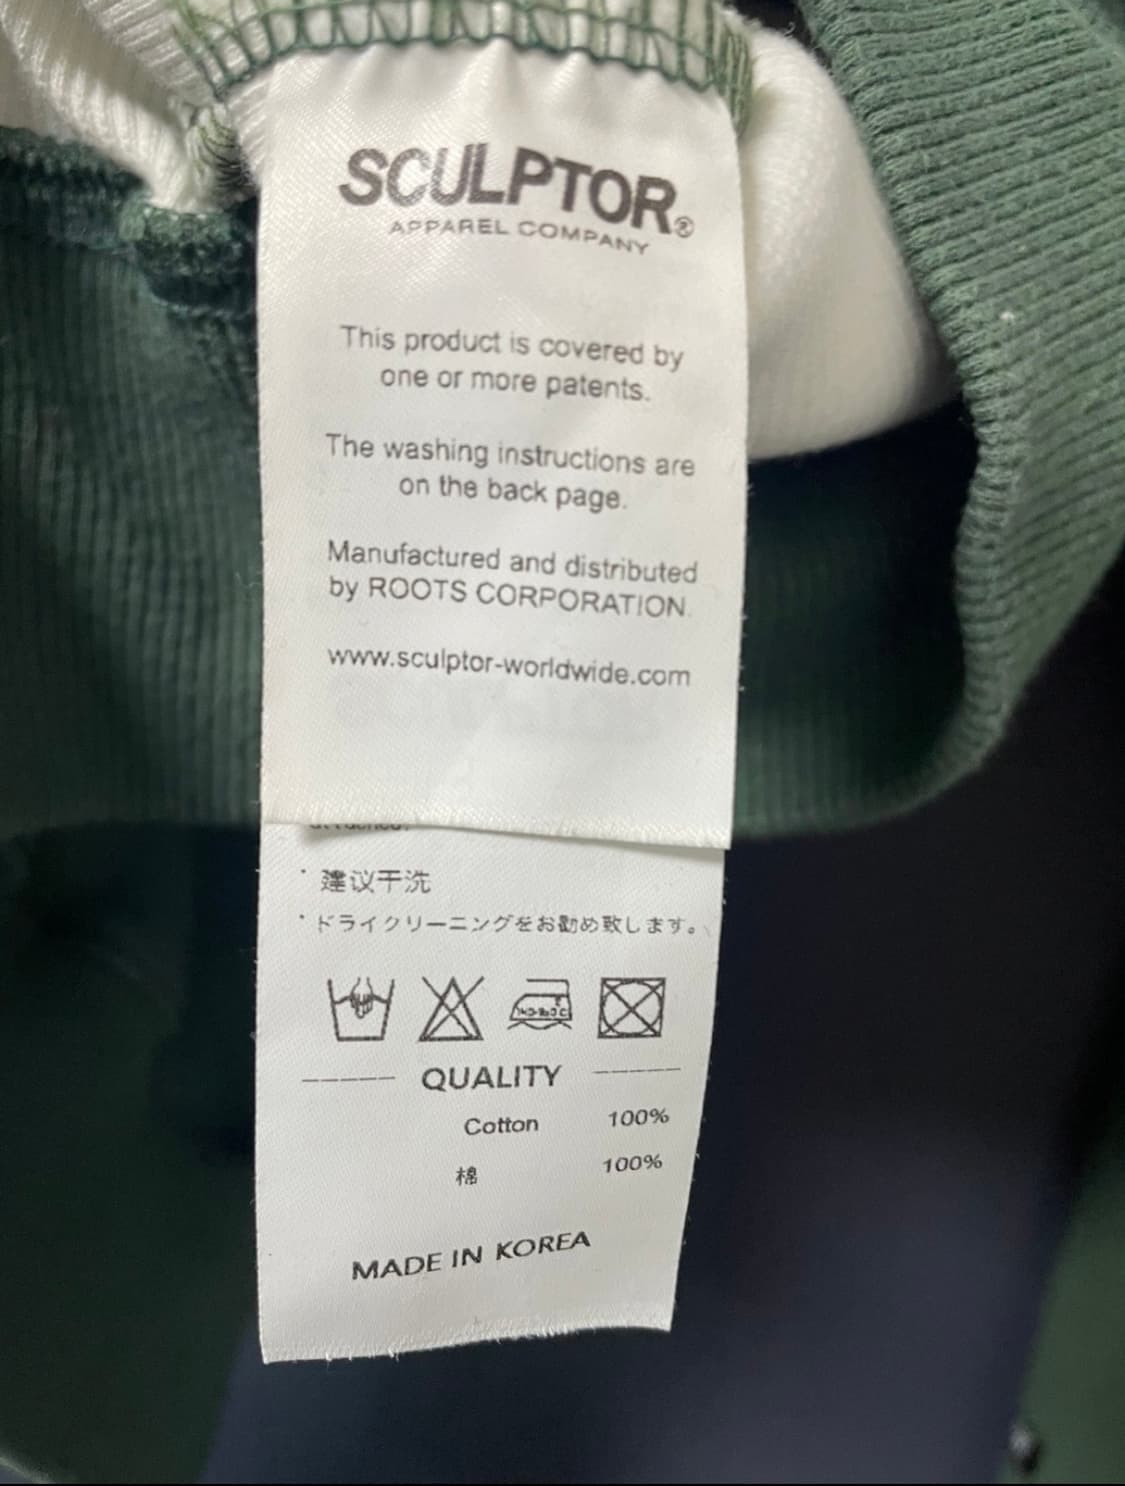 SCULPTOR®
APPAREL COMPANY
This product is covered by
one or more patents.
The washing instructions are
on the back page.
Manufactured and distributed
by ROOTS CORPORATION.
www.sculptor-worldwide.com
· 建议干洗
· ドライクリーニングをお勧め致します。
QUALITY
Cotton 100%
棉 100%
MADE IN KOREA